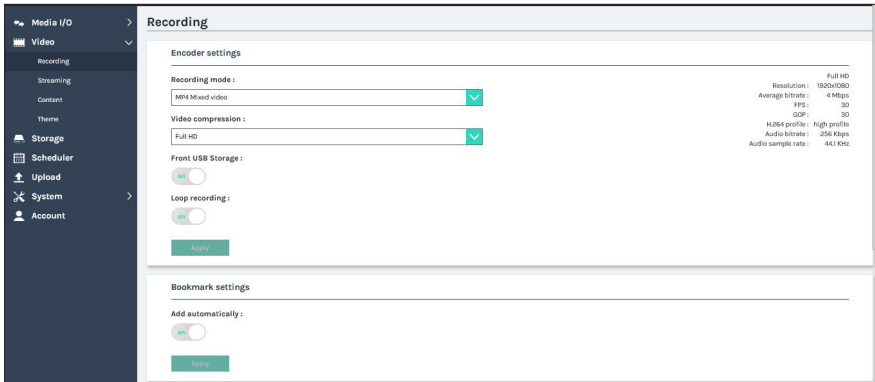 Media I/O
Video
Recording
Streaming
Content
Theme
Storage
Scheduler
Upload
System
Account
Recording
Encoder settings
Recording mode :
MP4 Mixed video
Video compression :
Full HD
Front USB Storage :
on
Loop recording :
on
Apply
Full HD
Resolution : 1920x1080
Average bitrate : 4 Mbps
FPS : 30
GOP : 30
H.264 profile : high profile
Audio bitrate : 256 Kbps
Audio sample rate : 44.1 KHz
Bookmark settings
Add automatically :
on
Apply